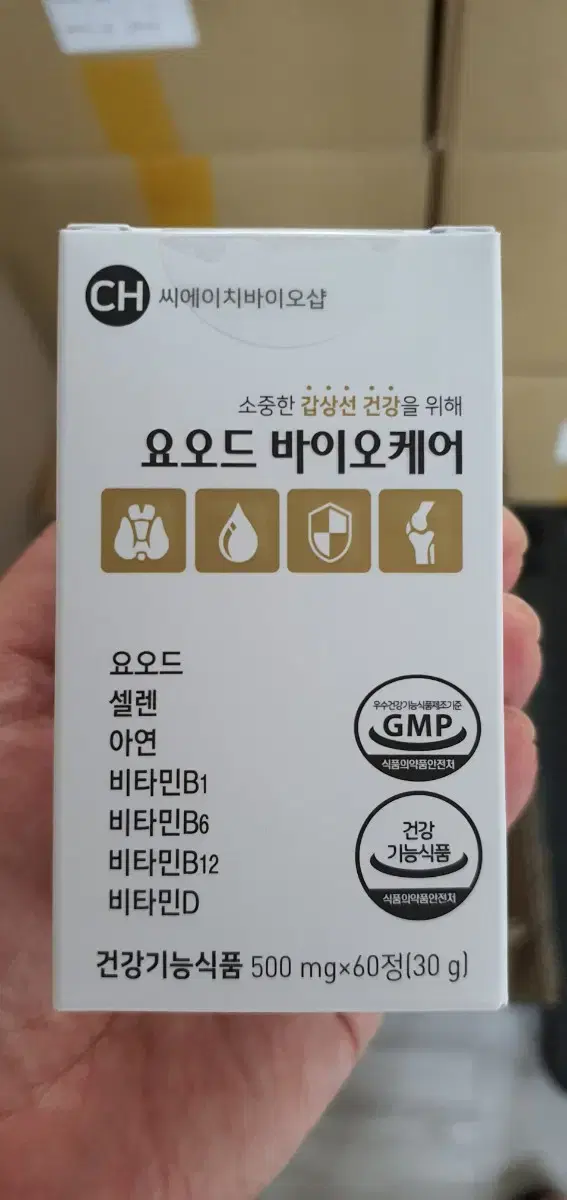 CH 씨에이치바이오샵
소중한 갑상선 건강을 위해
요오드 바이오케어
요오드
셀렌
아연
비타민B1
비타민B6
비타민B12
비타민D
우수건강기능식품제조기준
GMP
식품의약품안전처
건강
기능식품
식품의약품안전처
건강기능식품 500 mg×60정(30 g)